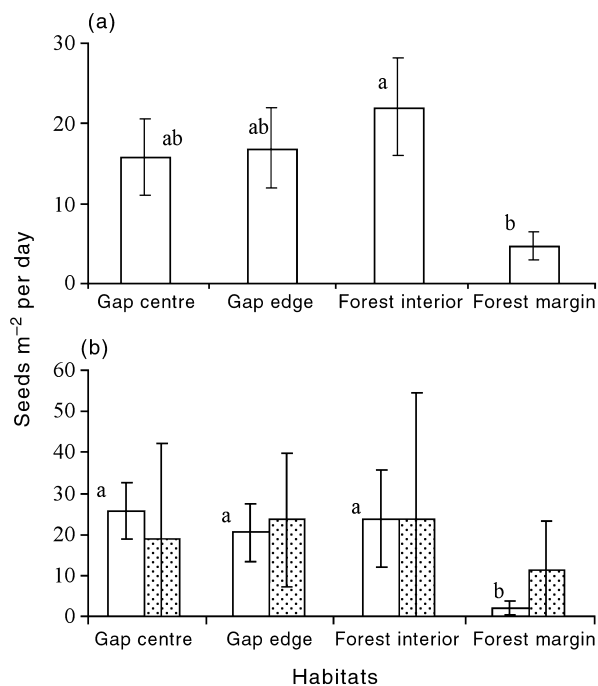 (a)
30
20
10
0
ab
ab
a
b
Gap centre Gap edge Forest interior Forest margin
Seeds m⁻² per day
(b)
60
50
40
30
20
10
0
a
a
a
b
Gap centre Gap edge Forest interior Forest margin
Habitats